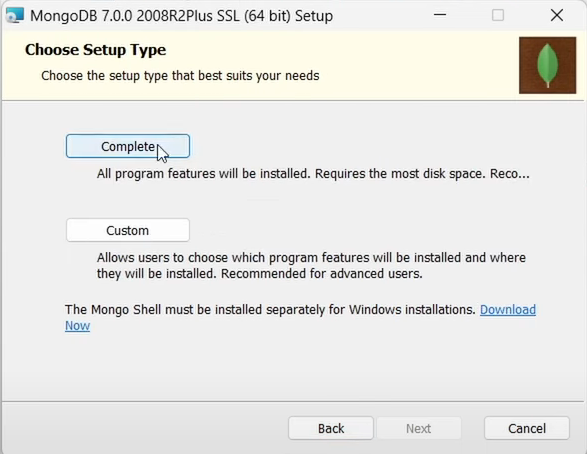 MongoDB 7.0.0 2008R2Plus SSL (64 bit) Setup
Choose Setup Type
Choose the setup type that best suits your needs
Complete
All program features will be installed. Requires the most disk space. Reco...
Custom
Allows users to choose which program features will be installed and where
they will be installed. Recommended for advanced users.
The Mongo Shell must be installed separately for Windows installations. Download
Now
Back
Next
Cancel